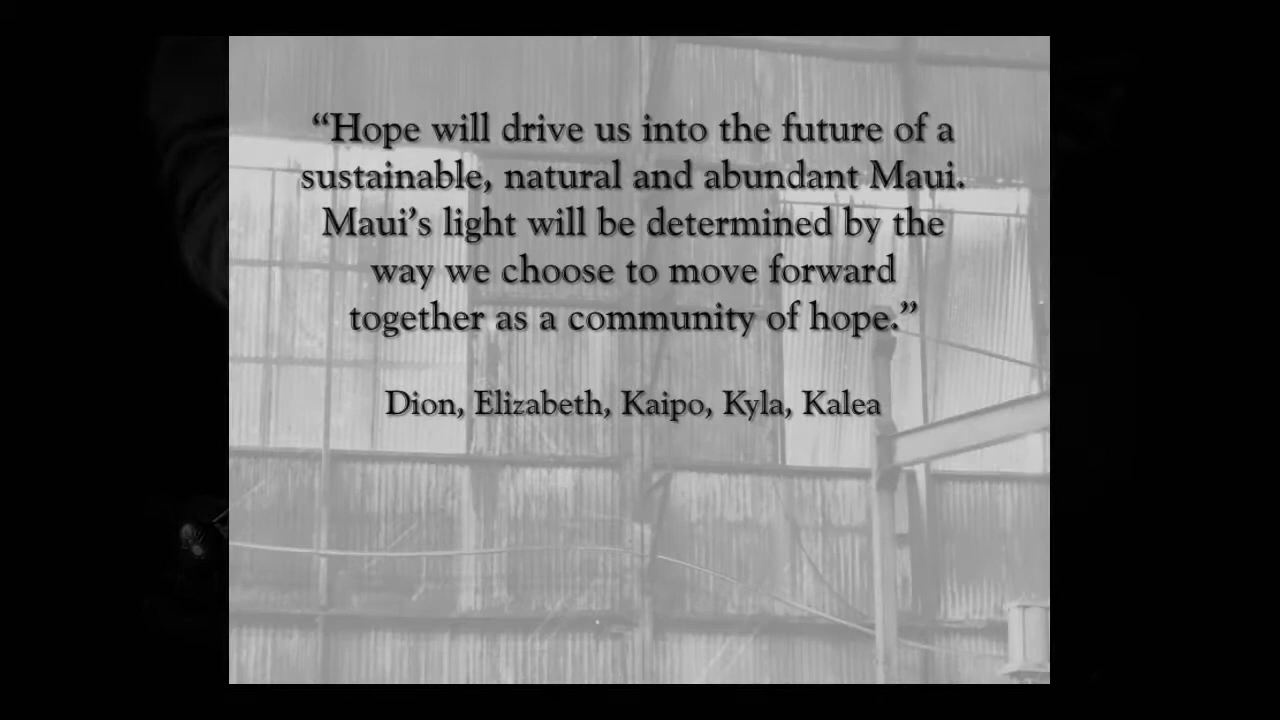 “Hope will drive us into the future of a
sustainable, natural and abundant Maui.
Maui’s light will be determined by the
way we choose to move forward
together as a community of hope.”
Dion, Elizabeth, Kaipo, Kyla, Kalea